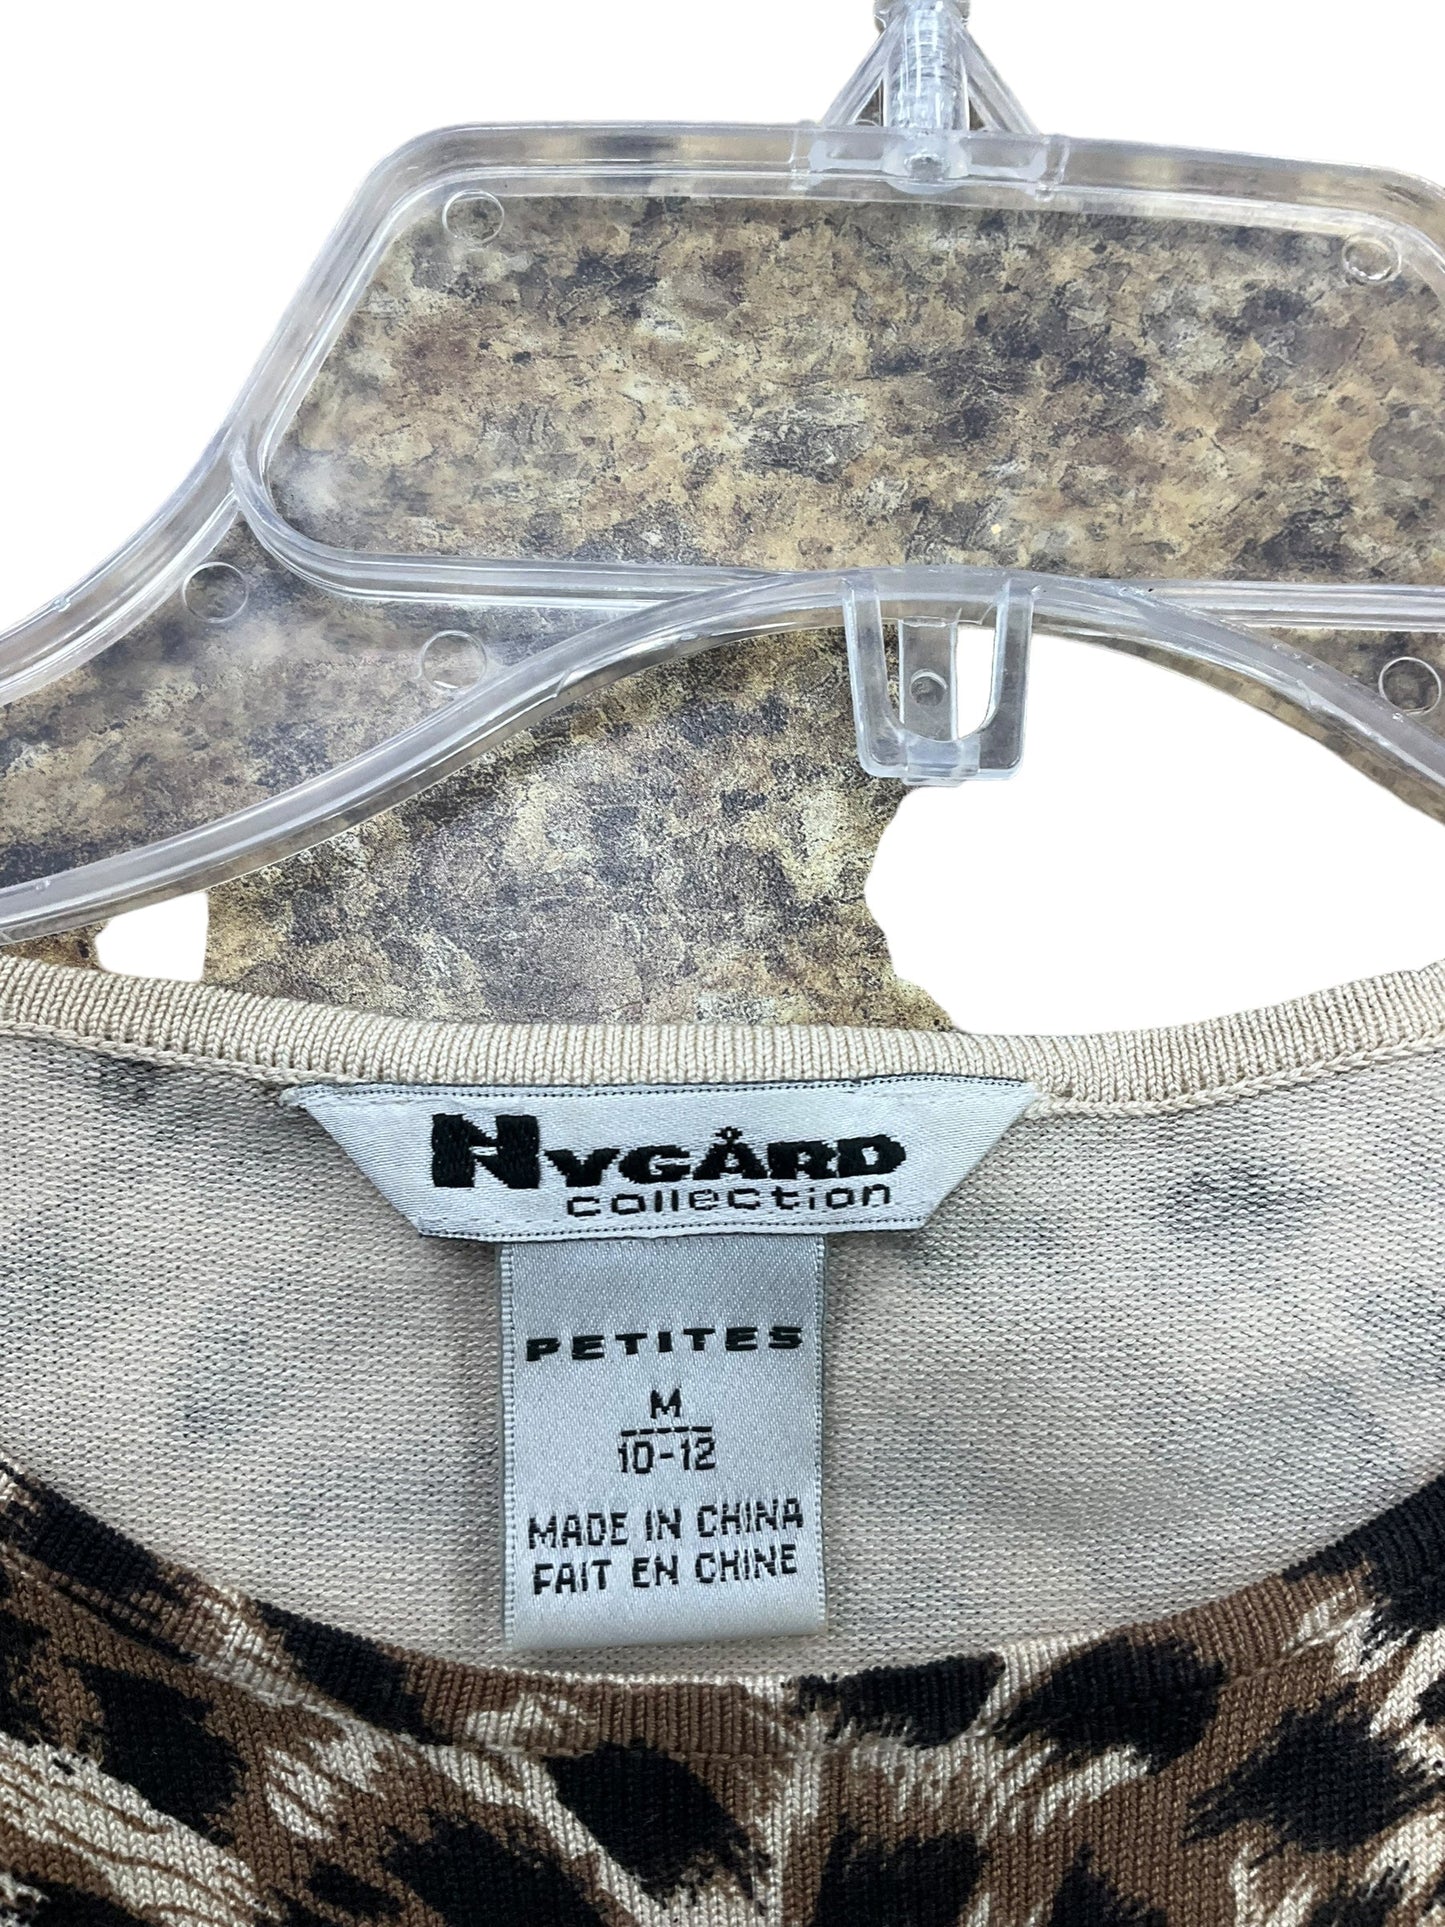 NYGÅRD
collection
PETITES
M
10-12
MADE IN CHINA
FAIT EN CHINE